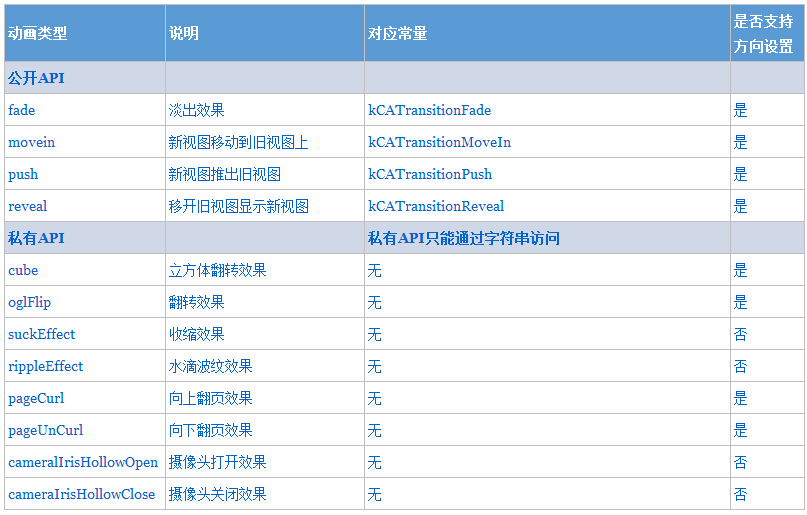 动画类型 说明 对应常量 是否支持
方向设置
公开API
fade 淡出效果 kCATransitionFade 是
movein 新视图移动到旧视图上 kCATransitionMoveIn 是
push 新视图推出旧视图 kCATransitionPush 是
reveal 移开旧视图显示新视图 kCATransitionReveal 是
私有API 私有API只能通过字符串访问
cube 立方体翻转效果 无 是
oglFlip 翻转效果 无 是
suckEffect 收缩效果 无 否
rippleEffect 水滴波纹效果 无 否
pageCurl 向上翻页效果 无 是
pageUnCurl 向下翻页效果 无 是
cameralIrisHollowOpen 摄像头打开效果 无 否
cameraIrisHollowClose 摄像头关闭效果 无 否